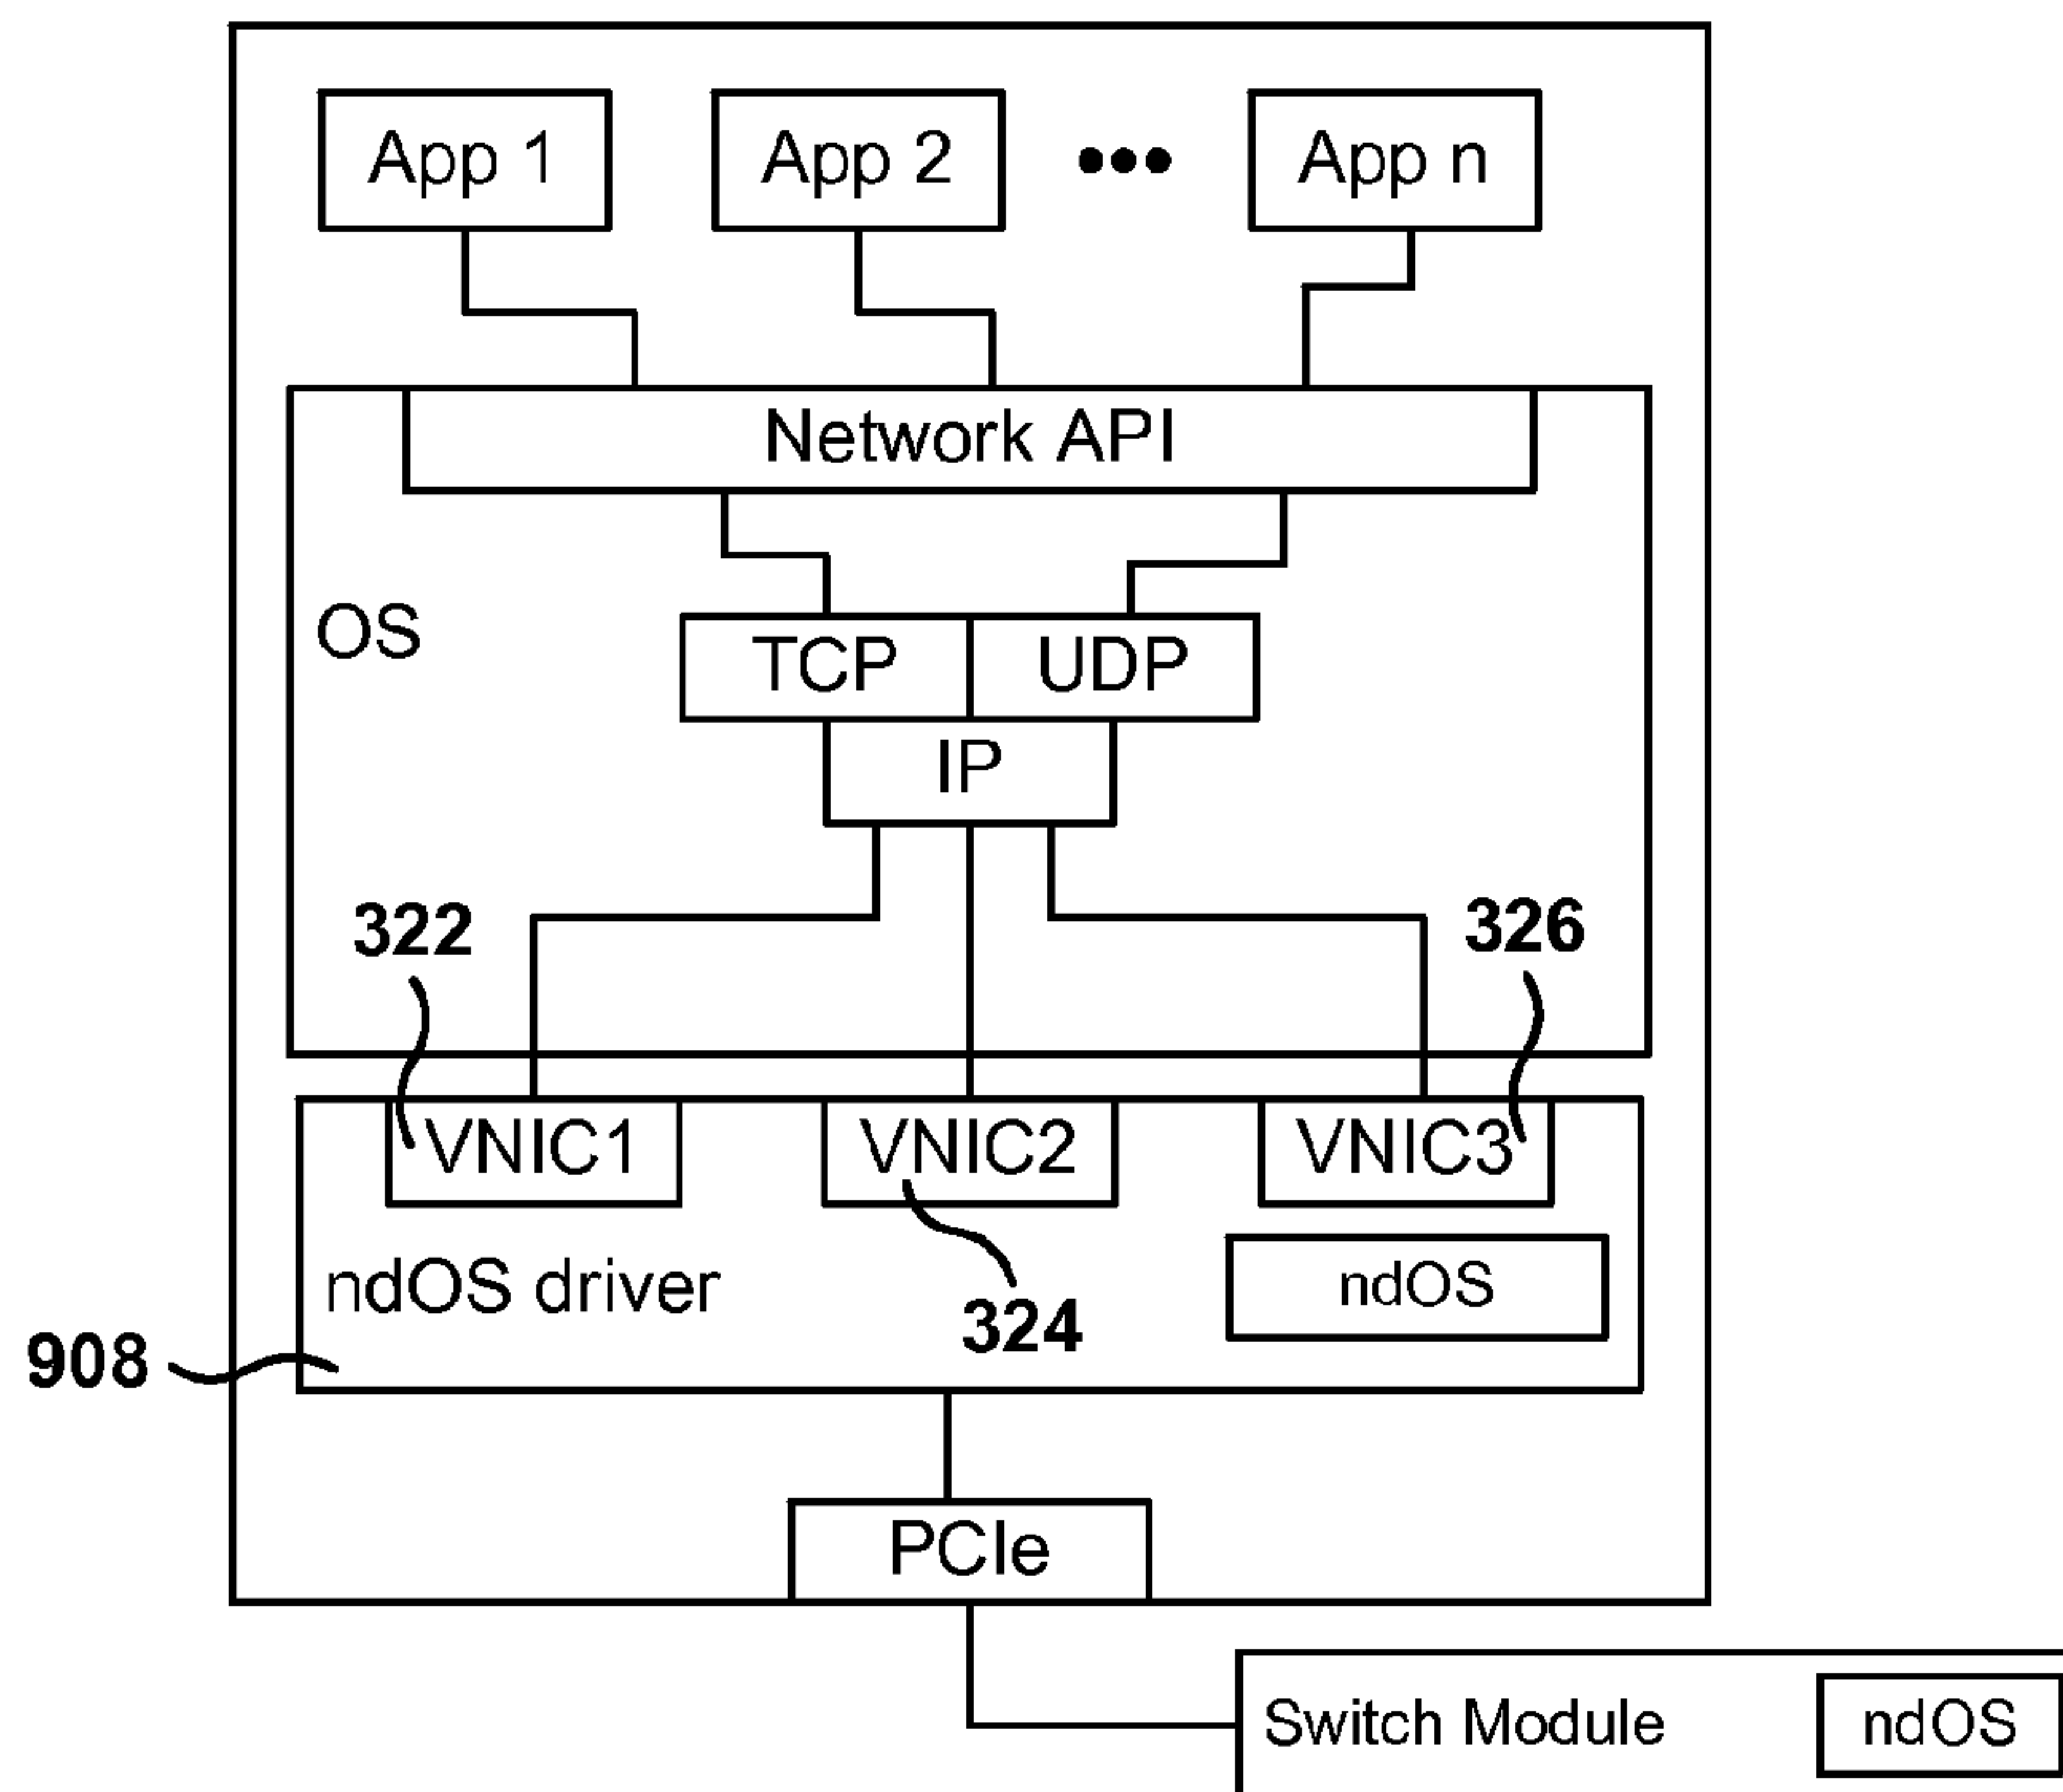 App 1
App 2
•••
App n
Network API
OS
TCP
UDP
IP
322
326
VNIC1
VNIC2
VNIC3
ndOS driver
ndOS
324
908
PCIe
Switch Module
ndOS